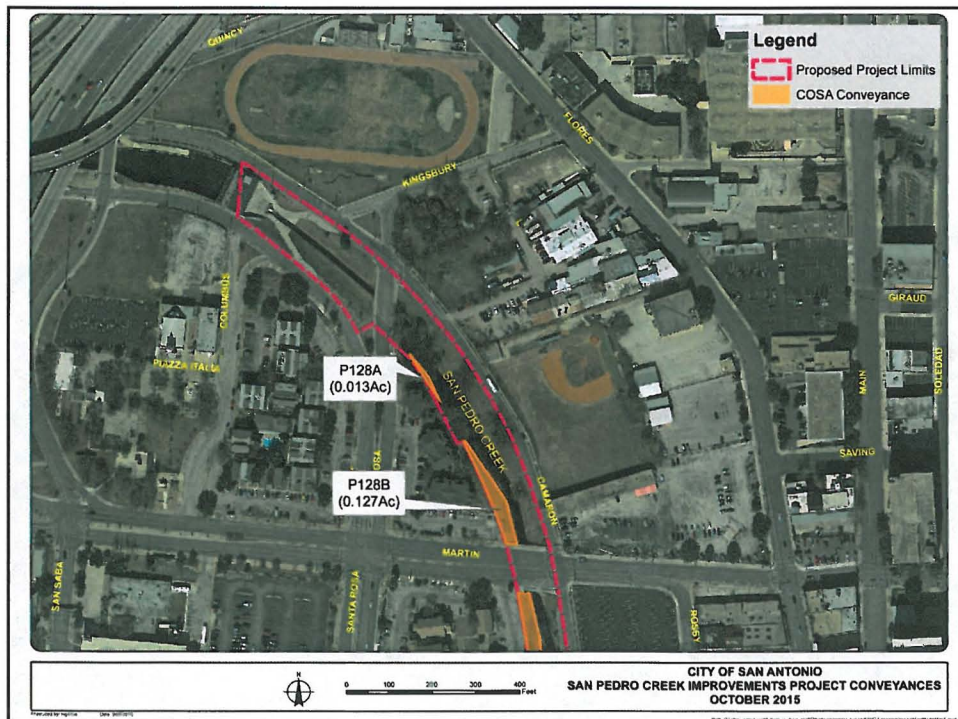 QUINCY
Legend
Proposed Project Limits
COSA Conveyance
FLORES
KINGSBURY
COLUMBUS
GIRAUD
PIAZZA ITALIA
P128A
(0.013Ac)
SAN PEDRO CREEK
MAIN
SOLEDAD
SAVING
P128B
(0.127Ac)
CAMARON
MARTIN
SAN SABA
SANTA ROSA
N
0 50 100 200 300 400
Feet
CITY OF SAN ANTONIO
SAN PEDRO CREEK IMPROVEMENTS PROJECT CONVEYANCES
OCTOBER 2015